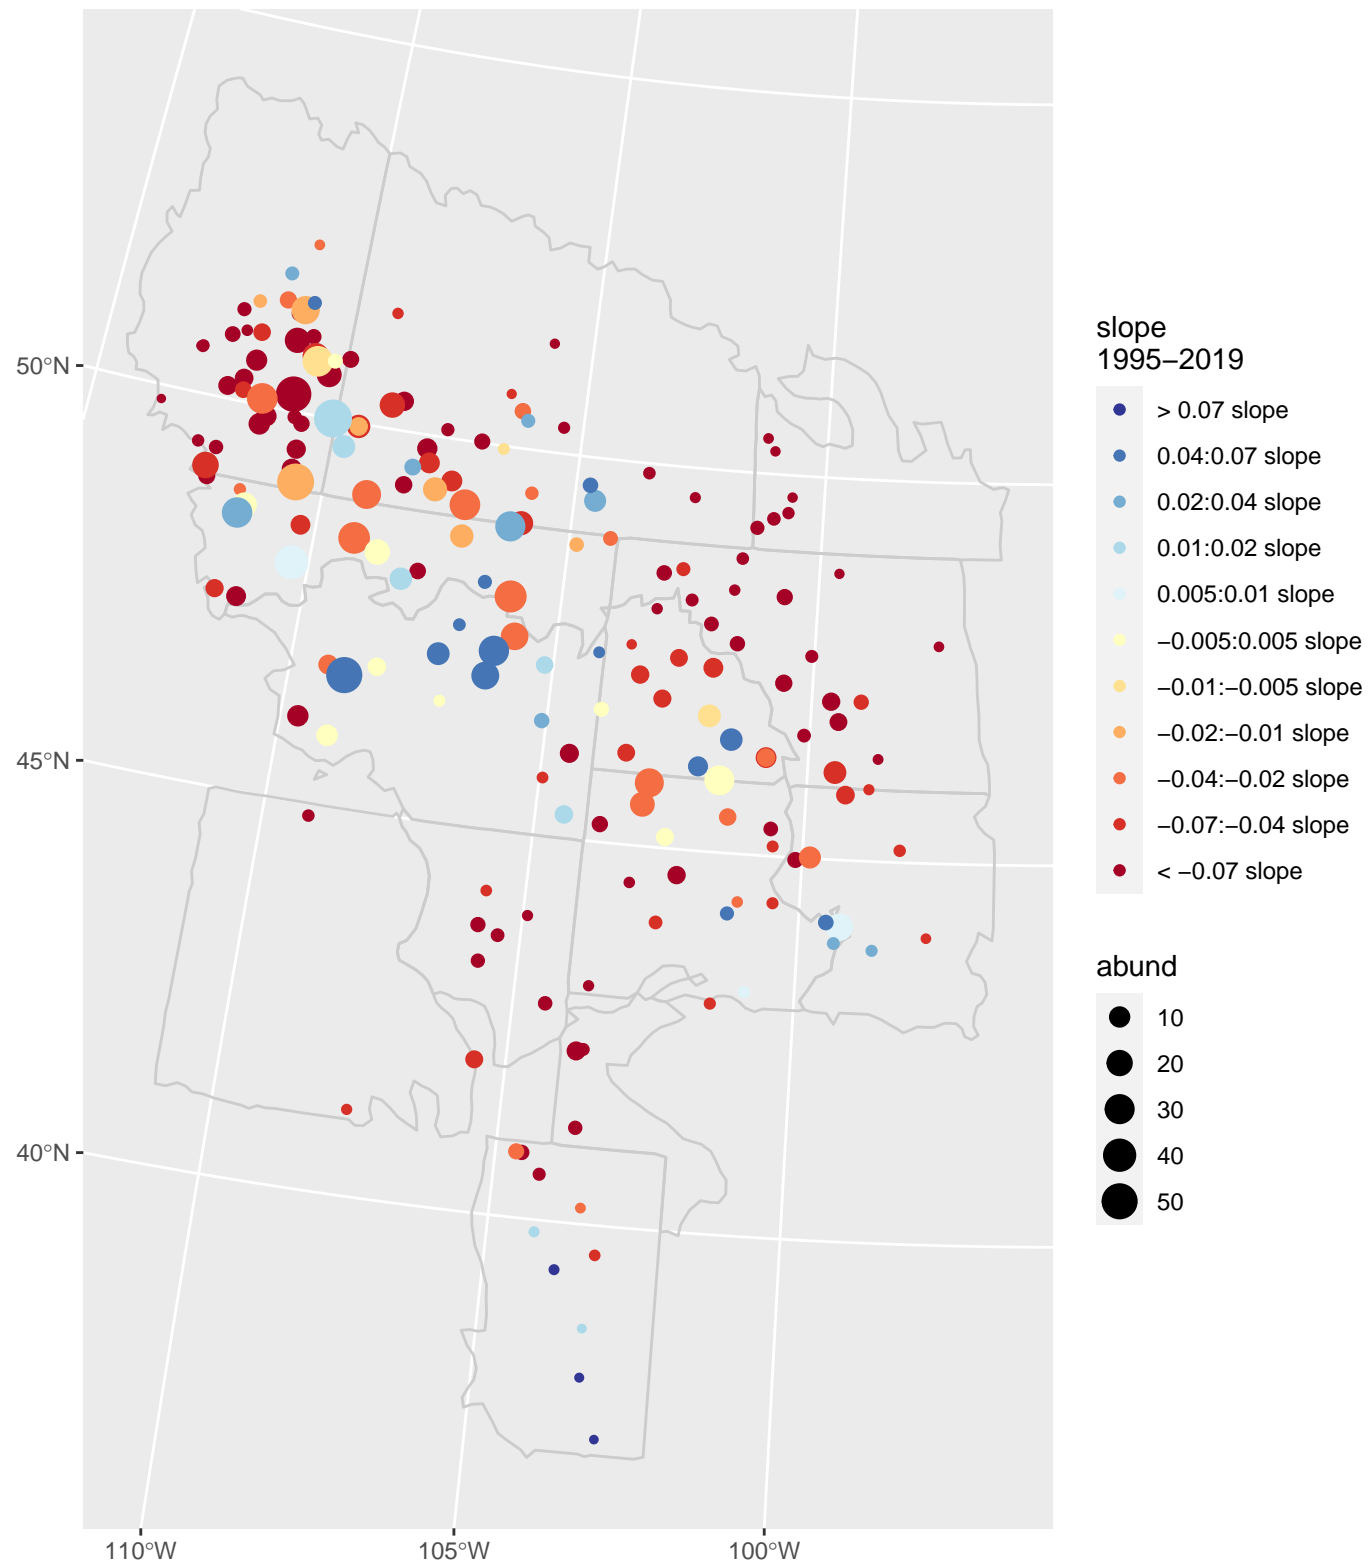 50°N
45°N
40°N
110°W
105°W
100°W
slope
1995−2019
> 0.07 slope
0.04:0.07 slope
0.02:0.04 slope
0.01:0.02 slope
0.005:0.01 slope
−0.005:0.005 slope
−0.01:−0.005 slope
−0.02:−0.01 slope
−0.04:−0.02 slope
−0.07:−0.04 slope
< −0.07 slope
abund
10
20
30
40
50